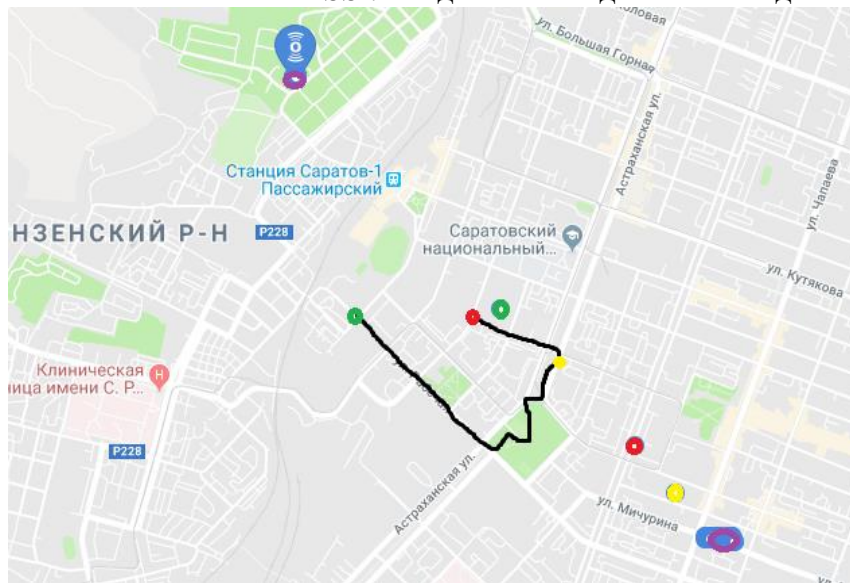 ул. Большая Горная
Астраханская ул.
ул. Чапаева
Станция Саратов-1
Пассажирский
Саратовский
национальный...
НЗЕНСКИЙ Р-Н
P228
ул. Кутякова
Клиническая
ница имени С. Р...
H
P228
Астраханская ул.
ул. Мичурина